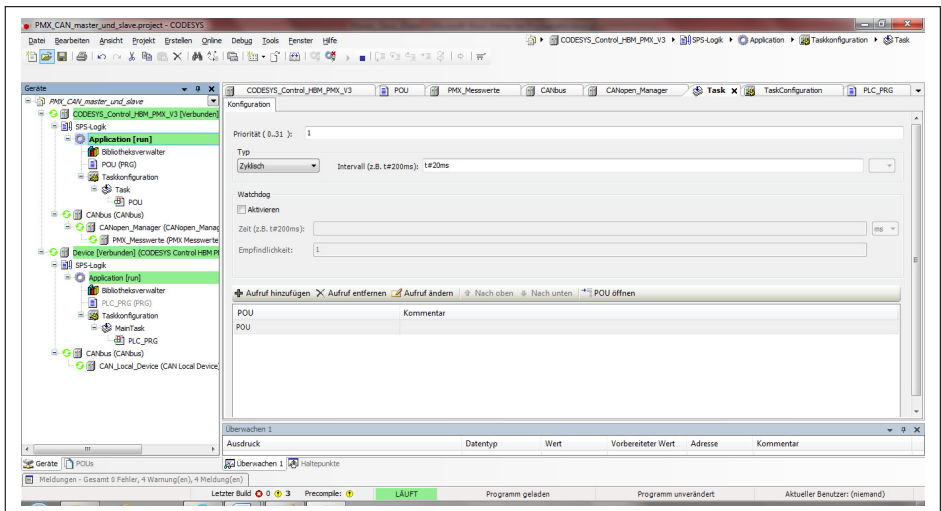 PMX_CAN_master_und_slave.project - CODESYS
Datei Bearbeiten Ansicht Projekt Erstellen Online Debug Tools Fenster Hilfe
CODESYS_Control_HBM_PMX_V3 SPS-Logik Application Taskkonfiguration Task
Geräte
PMX_CAN_master_und_slave
CODESYS_Control_HBM_PMX_V3 [Verbunden]
SPS-Logik
Application [run]
Bibliotheksverwalter
POU (PRG)
Taskkonfiguration
Task
POU
CANbus (CANbus)
CANopen_Manager (CANopen_Manag
PMX_Messwerte (PMX Messwerte
Device [Verbunden] (CODESYS Control HBM P
SPS-Logik
Application [run]
Bibliotheksverwalter
PLC_PRG (PRG)
Taskkonfiguration
MainTask
PLC_PRG
CANbus (CANbus)
CAN_Local_Device (CAN Local Device
Geräte POUs
CODESYS_Control_HBM_PMX_V3 POU PMX_Messwerte CANbus CANopen_Manager Task TaskConfiguration PLC_PRG
Konfiguration
Priorität ( 0..31 ): 1
Typ
Zyklisch Intervall (z.B. t#200ms): t#20ms
Watchdog
Aktivieren
Zeit (z.B. t#200ms): ms
Empfindlichkeit: 1
Aufruf hinzufügen Aufruf entfernen Aufruf ändern Nach oben Nach unten POU öffnen
POU Kommentar
POU
Überwachen 1
Ausdruck Datentyp Wert Vorbereiteter Wert Adresse Kommentar
Überwachen 1 Haltepunkte
Meldungen - Gesamt 0 Fehler, 4 Warnung(en), 4 Meldung(en)
Letzter Build 0 3 Precompile: LÄUFT Programm geladen Programm unverändert Aktueller Benutzer: (niemand)